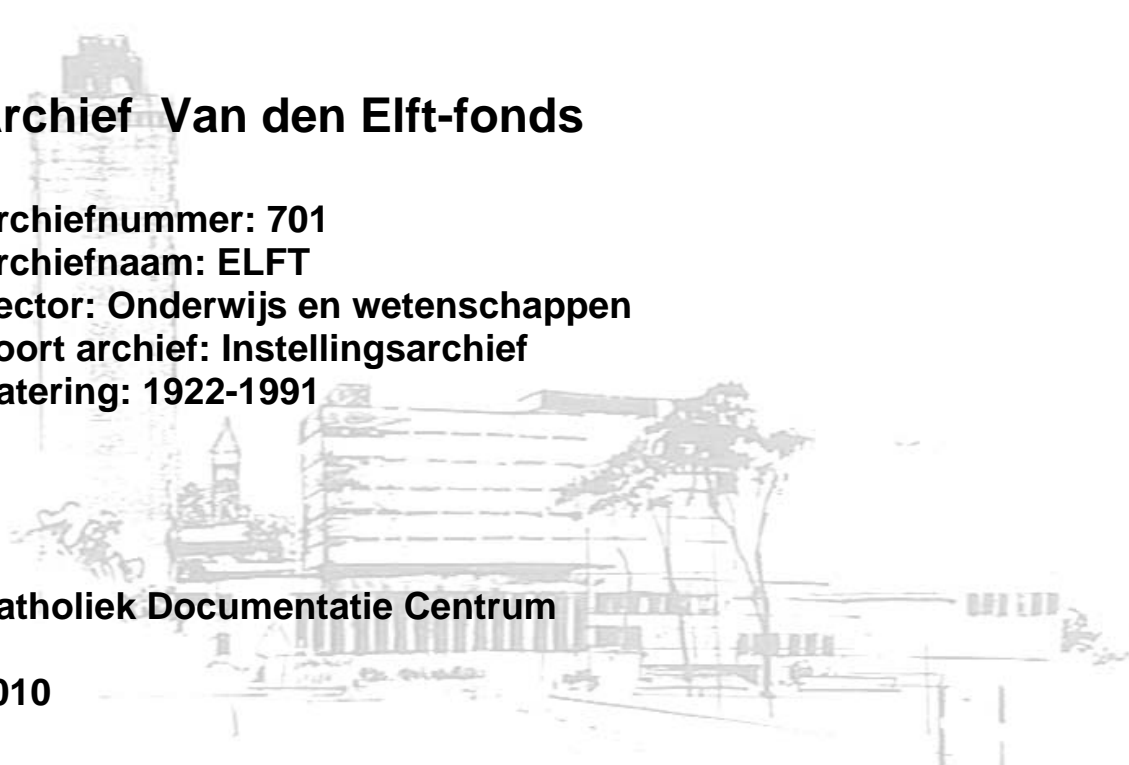 rchief Van den Elft-fonds
rchiefnummer: 701
rchiefnaam: ELFT
ector: Onderwijs en wetenschappen
oort archief: Instellingsarchief
atering: 1922-1991
atholiek Documentatie Centrum
010